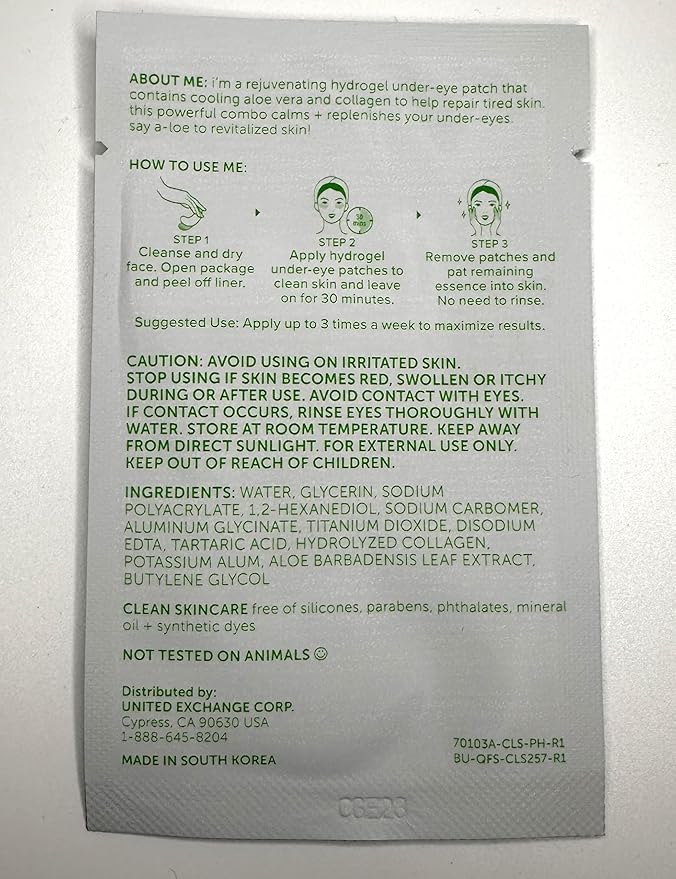 ABOUT ME: i'm a rejuvenating hydrogel under-eye patch that
contains cooling aloe vera and collagen to help repair tired skin.
this powerful combo calms + replenishes your under-eyes.
say a-loe to revitalized skin!
HOW TO USE ME:
STEP 1
Cleanse and dry
face. Open package
and peel off liner.
30
mins
STEP 2
Apply hydrogel
under-eye patches to
clean skin and leave
on for 30 minutes.
STEP 3
Remove patches and
pat remaining
essence into skin.
No need to rinse.
Suggested Use: Apply up to 3 times a week to maximize results.
CAUTION: AVOID USING ON IRRITATED SKIN.
STOP USING IF SKIN BECOMES RED, SWOLLEN OR ITCHY
DURING OR AFTER USE. AVOID CONTACT WITH EYES.
IF CONTACT OCCURS, RINSE EYES THOROUGHLY WITH
WATER. STORE AT ROOM TEMPERATURE. KEEP AWAY
FROM DIRECT SUNLIGHT. FOR EXTERNAL USE ONLY.
KEEP OUT OF REACH OF CHILDREN.
INGREDIENTS: WATER, GLYCERIN, SODIUM
POLYACRYLATE, 1,2-HEXANEDIOL, SODIUM CARBOMER,
ALUMINUM GLYCINATE, TITANIUM DIOXIDE, DISODIUM
EDTA, TARTARIC ACID, HYDROLYZED COLLAGEN,
POTASSIUM ALUM, ALOE BARBADENSIS LEAF EXTRACT,
BUTYLENE GLYCOL
CLEAN SKINCARE free of silicones, parabens, phthalates, mineral
oil + synthetic dyes
NOT TESTED ON ANIMALS ☺
Distributed by:
UNITED EXCHANGE CORP.
Cypress, CA 90630 USA
1-888-645-8204
MADE IN SOUTH KOREA
70103A-CLS-PH-R1
BU-QFS-CLS257-R1